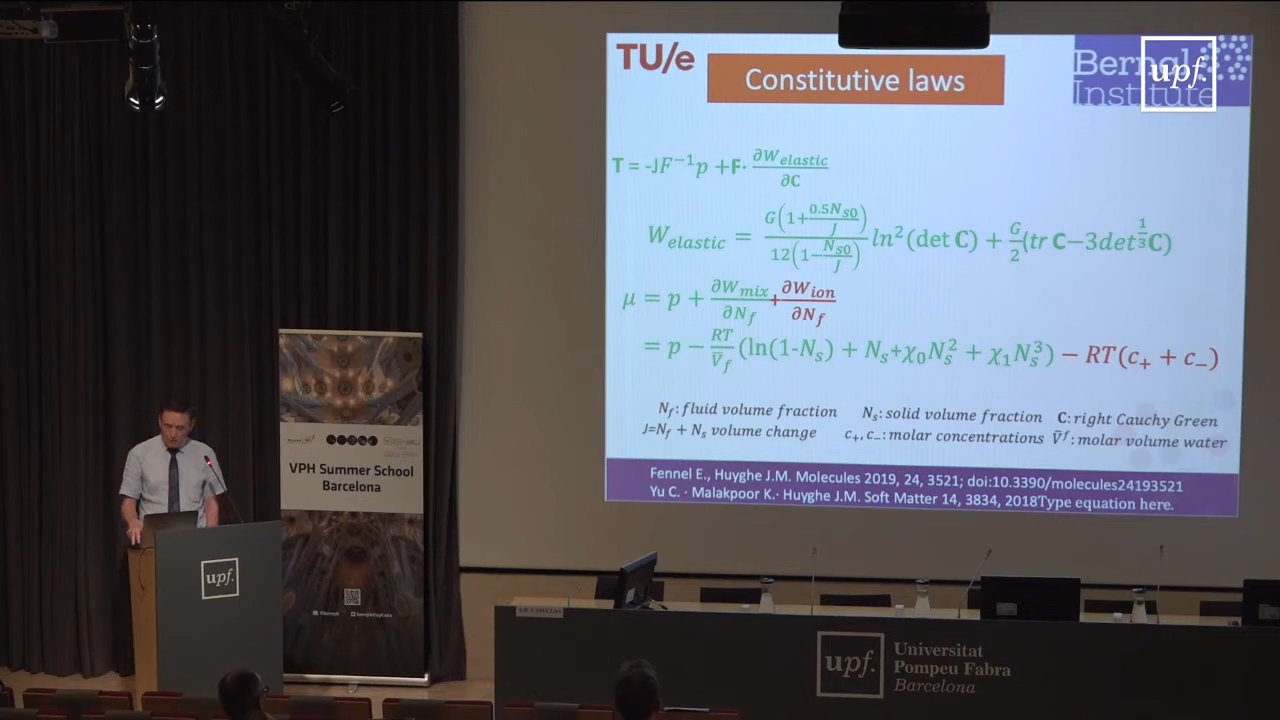 TU/e
Constitutive laws
Bernal
Institute
upf.
T = -JF⁻¹p +F· ∂W_elastic/∂C
W_elastic = G(1+0.5N_S0/J)/12(1−N_S0/J) ln²(det C) + G/2(tr C−3det^(1/3)C)
μ = p + ∂W_mix/∂N_f + ∂W_ion/∂N_f
= p − RT/V̄_f (ln(1-N_s) + N_s+χ₀N_s² + χ₁N_s³) − RT(c₊ + c₋)
N_f: fluid volume fraction N_s: solid volume fraction C: right Cauchy Green
J=N_f + N_s volume change c₊, c₋: molar concentrations V̄^f: molar volume water
Fennel E., Huyghe J.M. Molecules 2019, 24, 3521; doi:10.3390/molecules24193521
Yu C. · Malakpoor K.· Huyghe J.M. Soft Matter 14, 3834, 2018Type equation here.
VPH Summer School
Barcelona
upf.
upf.
Universitat
Pompeu Fabra
Barcelona